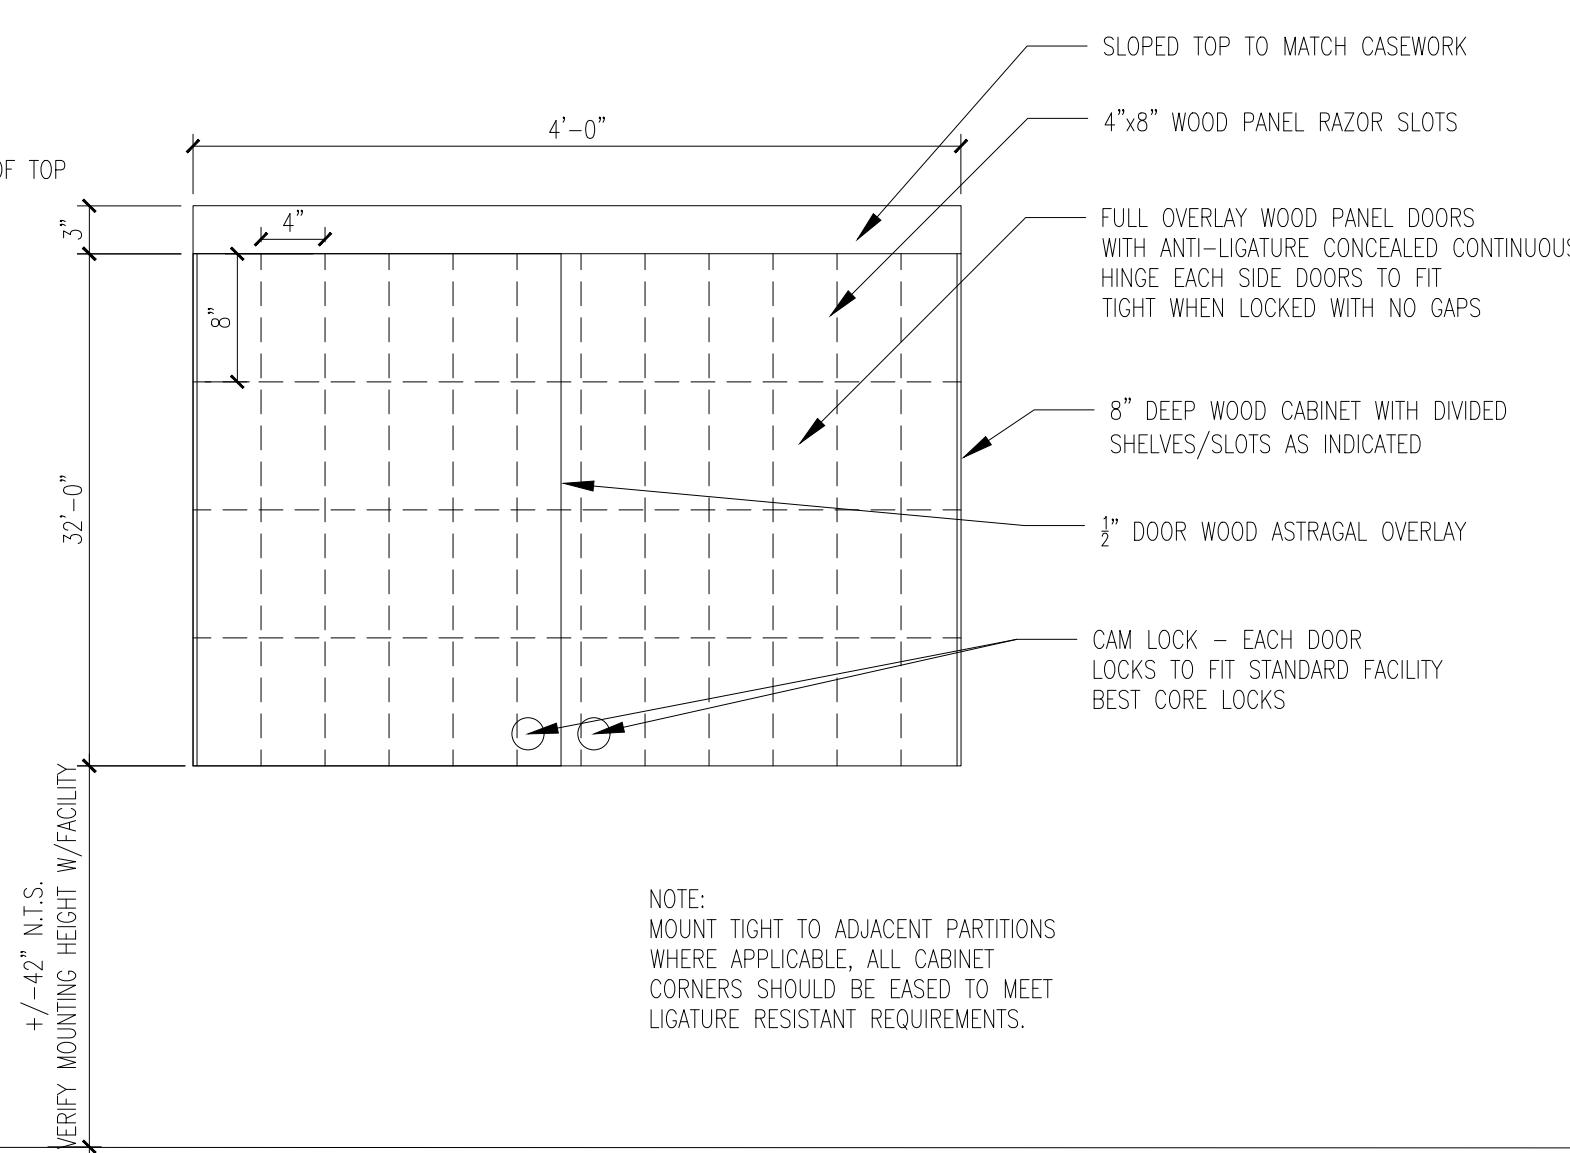 SLOPED TOP TO MATCH CASEWORK
4"x8" WOOD PANEL RAZOR SLOTS
4'-0"
OF TOP
3"
4"
FULL OVERLAY WOOD PANEL DOORS
WITH ANTI-LIGATURE CONCEALED CONTINUOUS
HINGE EACH SIDE DOORS TO FIT
TIGHT WHEN LOCKED WITH NO GAPS
8"
8" DEEP WOOD CABINET WITH DIVIDED
SHELVES/SLOTS AS INDICATED
32'-0"
½" DOOR WOOD ASTRAGAL OVERLAY
CAM LOCK - EACH DOOR
LOCKS TO FIT STANDARD FACILITY
BEST CORE LOCKS
+/-42" N.T.S.
VERIFY MOUNTING HEIGHT W/FACILITY
NOTE:
MOUNT TIGHT TO ADJACENT PARTITIONS
WHERE APPLICABLE, ALL CABINET
CORNERS SHOULD BE EASED TO MEET
LIGATURE RESISTANT REQUIREMENTS.